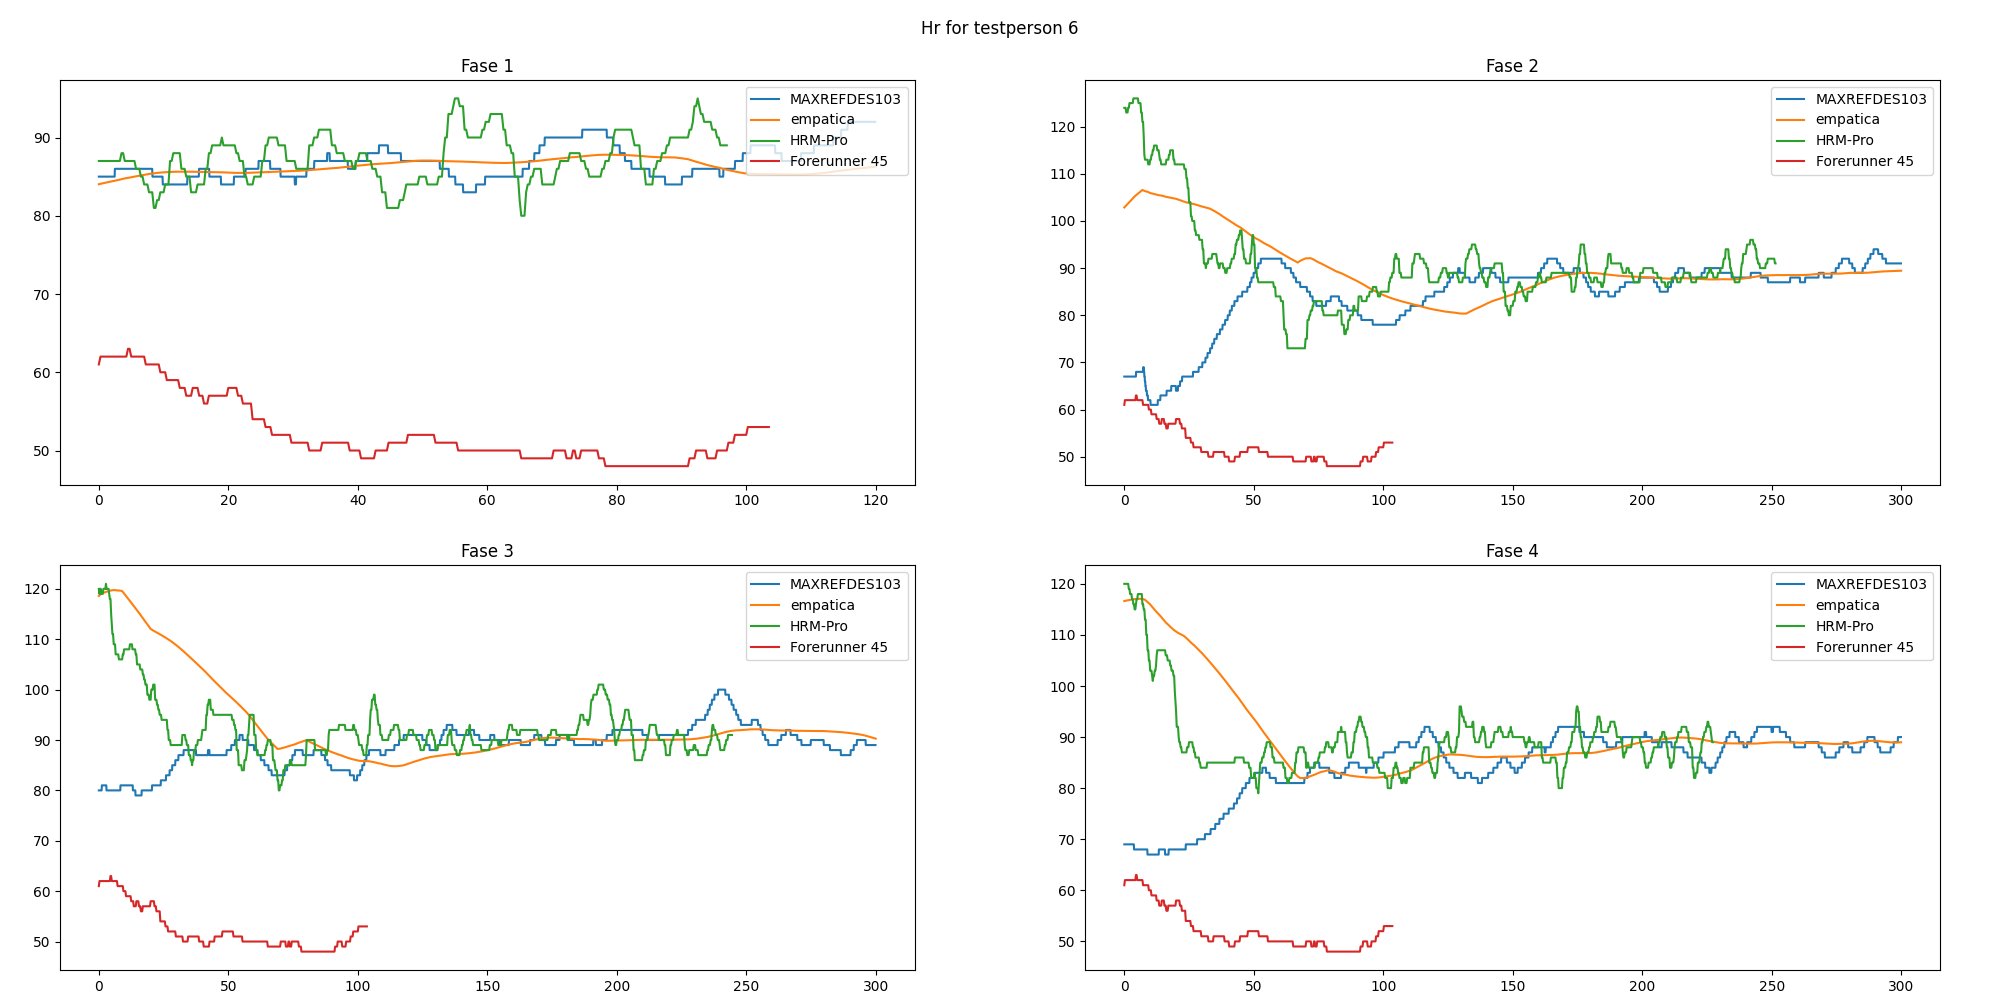 Hr for testperson 6
Fase 1
MAXREFDES103
empatica
HRM-Pro
Forerunner 45
90
80
70
60
50
0 20 40 60 80 100 120
Fase 2
MAXREFDES103
empatica
HRM-Pro
Forerunner 45
120
110
100
90
80
70
60
50
0 50 100 150 200 250 300
Fase 3
MAXREFDES103
empatica
HRM-Pro
Forerunner 45
120
110
100
90
80
70
60
50
0 50 100 150 200 250 300
Fase 4
MAXREFDES103
empatica
HRM-Pro
Forerunner 45
120
110
100
90
80
70
60
50
0 50 100 150 200 250 300